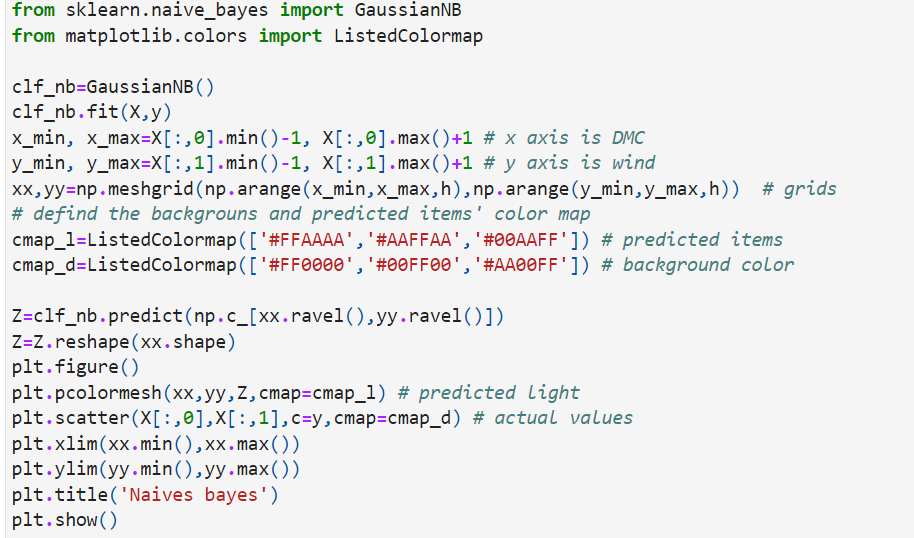 from sklearn.naive_bayes import GaussianNB
from matplotlib.colors import ListedColormap
clf_nb=GaussianNB()
clf_nb.fit(X,y)
x_min, x_max=X[:,0].min()-1, X[:,0].max()+1 # x axis is DMC
y_min, y_max=X[:,1].min()-1, X[:,1].max()+1 # y axis is wind
xx,yy=np.meshgrid(np.arange(x_min,x_max,h),np.arange(y_min,y_max,h))  # grids
# defind the backgrouns and predicted items' color map
cmap_l=ListedColormap(['#FFAAAA','#AAFFAA','#00AAFF']) # predicted items
cmap_d=ListedColormap(['#FF0000','#00FF00','#AA00FF']) # background color
Z=clf_nb.predict(np.c_[xx.ravel(),yy.ravel()])
Z=Z.reshape(xx.shape)
plt.figure()
plt.pcolormesh(xx,yy,Z,cmap=cmap_l) # predicted light
plt.scatter(X[:,0],X[:,1],c=y,cmap=cmap_d) # actual values
plt.xlim(xx.min(),xx.max())
plt.ylim(yy.min(),yy.max())
plt.title('Naives bayes')
plt.show()